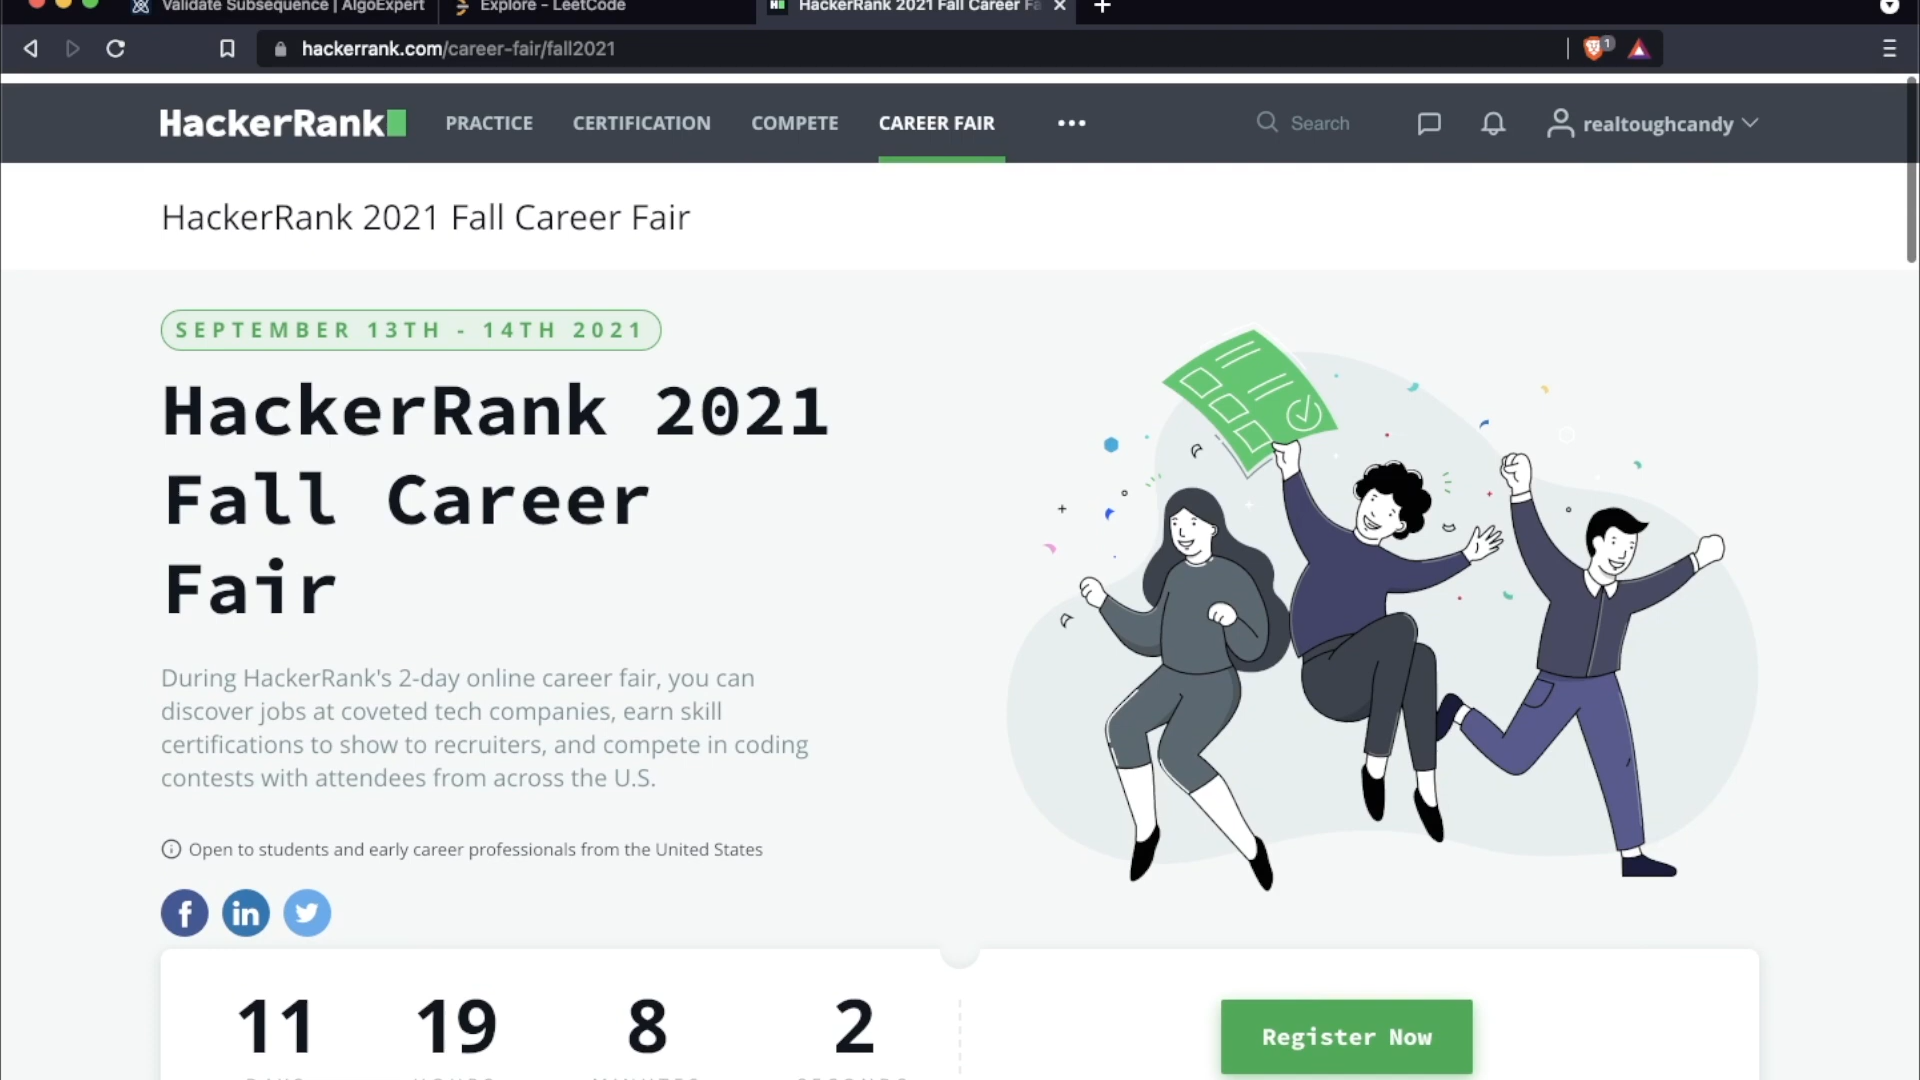 Validate Subsequence | AlgoExpert
Explore - LeetCode
HackerRank 2021 Fall Career Fa
hackerrank.com/career-fair/fall2021
1
HackerRank
PRACTICE
CERTIFICATION
COMPETE
CAREER FAIR
Search
realtoughcandy
HackerRank 2021 Fall Career Fair
SEPTEMBER 13TH - 14TH 2021
HackerRank 2021
Fall Career
Fair
During HackerRank's 2-day online career fair, you can
discover jobs at coveted tech companies, earn skill
certifications to show to recruiters, and compete in coding
contests with attendees from across the U.S.
Open to students and early career professionals from the United States
f
in
11 19 8 2
Register Now